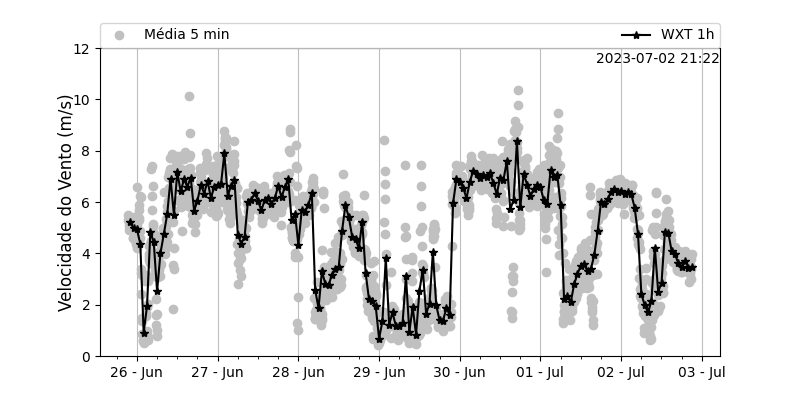 Média 5 min
WXT 1h
2023-07-02 21:22
Velocidade do Vento (m/s)
12
10
8
6
4
2
0
26 - Jun
27 - Jun
28 - Jun
29 - Jun
30 - Jun
01 - Jul
02 - Jul
03 - Jul